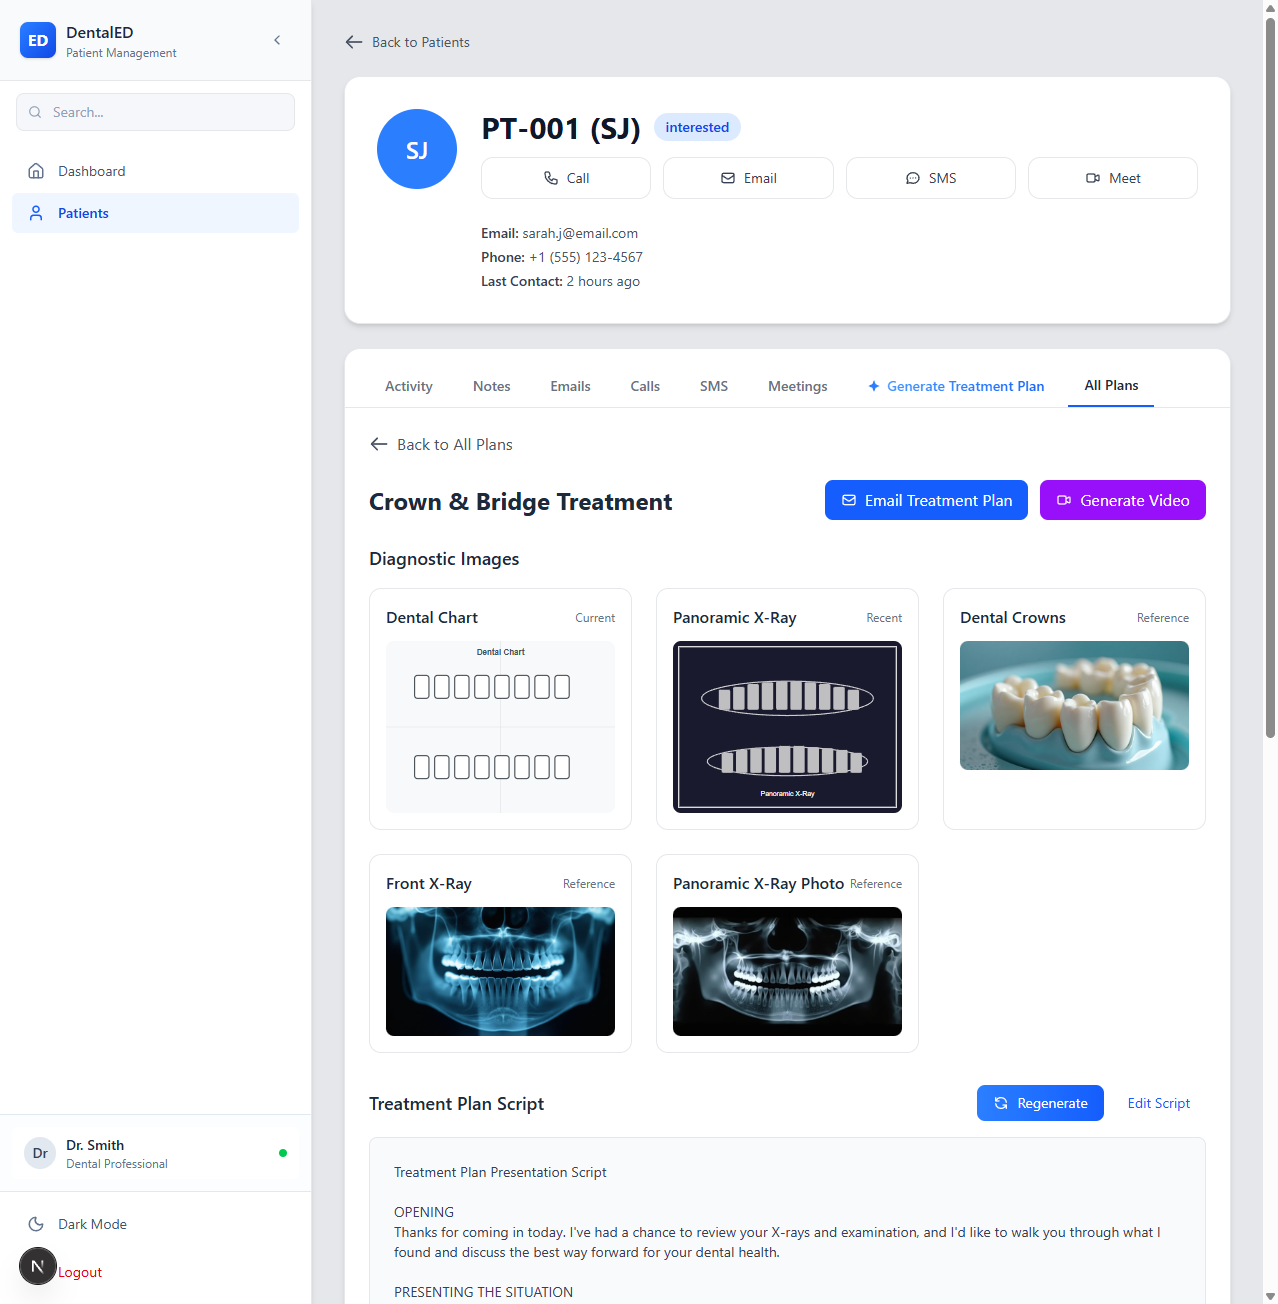 ED
DentalED
Patient Management
Search...
Dashboard
Patients
Dr
Dr. Smith
Dental Professional
Dark Mode
N
Logout
Back to Patients
SJ
PT-001 (SJ)
interested
Call
Email
SMS
Meet
Email: sarah.j@email.com
Phone: +1 (555) 123-4567
Last Contact: 2 hours ago
Activity
Notes
Emails
Calls
SMS
Meetings
Generate Treatment Plan
All Plans
Back to All Plans
Crown & Bridge Treatment
Email Treatment Plan
Generate Video
Diagnostic Images
Dental Chart
Current
Dental Chart
Panoramic X-Ray
Recent
Panoramic X-Ray
Dental Crowns
Reference
Front X-Ray
Reference
Panoramic X-Ray Photo
Reference
Treatment Plan Script
Regenerate
Edit Script
Treatment Plan Presentation Script
OPENING
Thanks for coming in today. I've had a chance to review your X-rays and examination, and I'd like to walk you through what I
found and discuss the best way forward for your dental health.
PRESENTING THE SITUATION